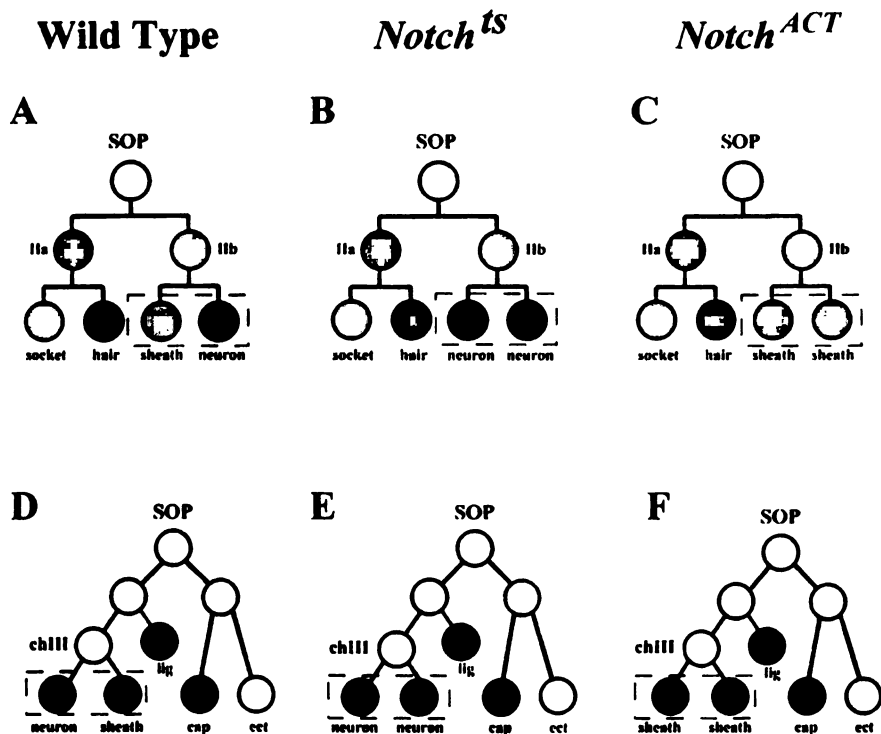 Wild Type Notch ts Notch ACT
A B C
SOP SOP SOP
IIa IIb IIa IIb IIa IIb
socket hair sheath neuron socket hair neuron neuron socket hair sheath sheath
D E F
SOP SOP SOP
chIII chIII chIII
lig lig lig
neuron sheath cap ect neuron neuron cap ect sheath sheath cap ect